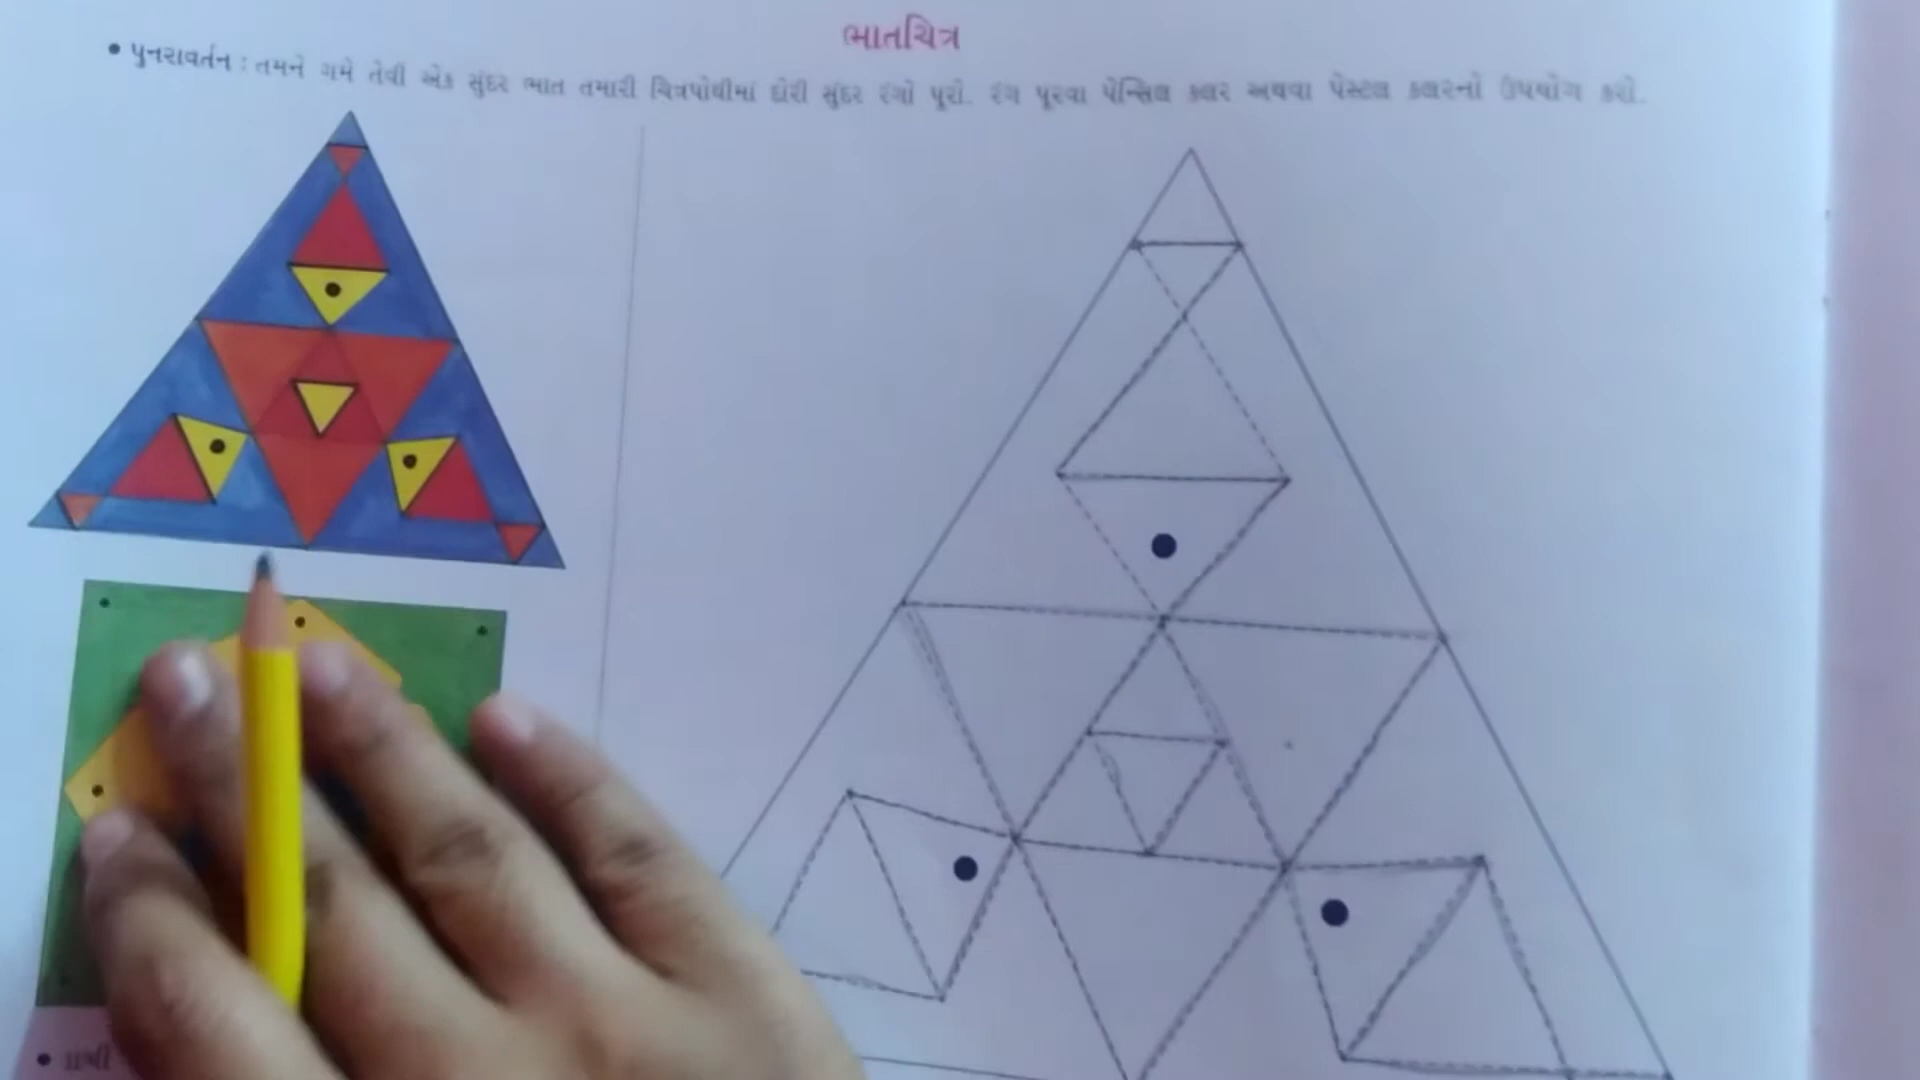 ભાતચિત્ર
• પુનરાવર્તન : તમને ગમે તેવી એક સુંદર ભાત તમારી ચિત્રપોથીમાં દોરી સુંદર રંગો પૂરો. રંગ પૂરવા પેન્સિલ કલર અથવા પેસ્ટલ કલરનો ઉપયોગ કરો.